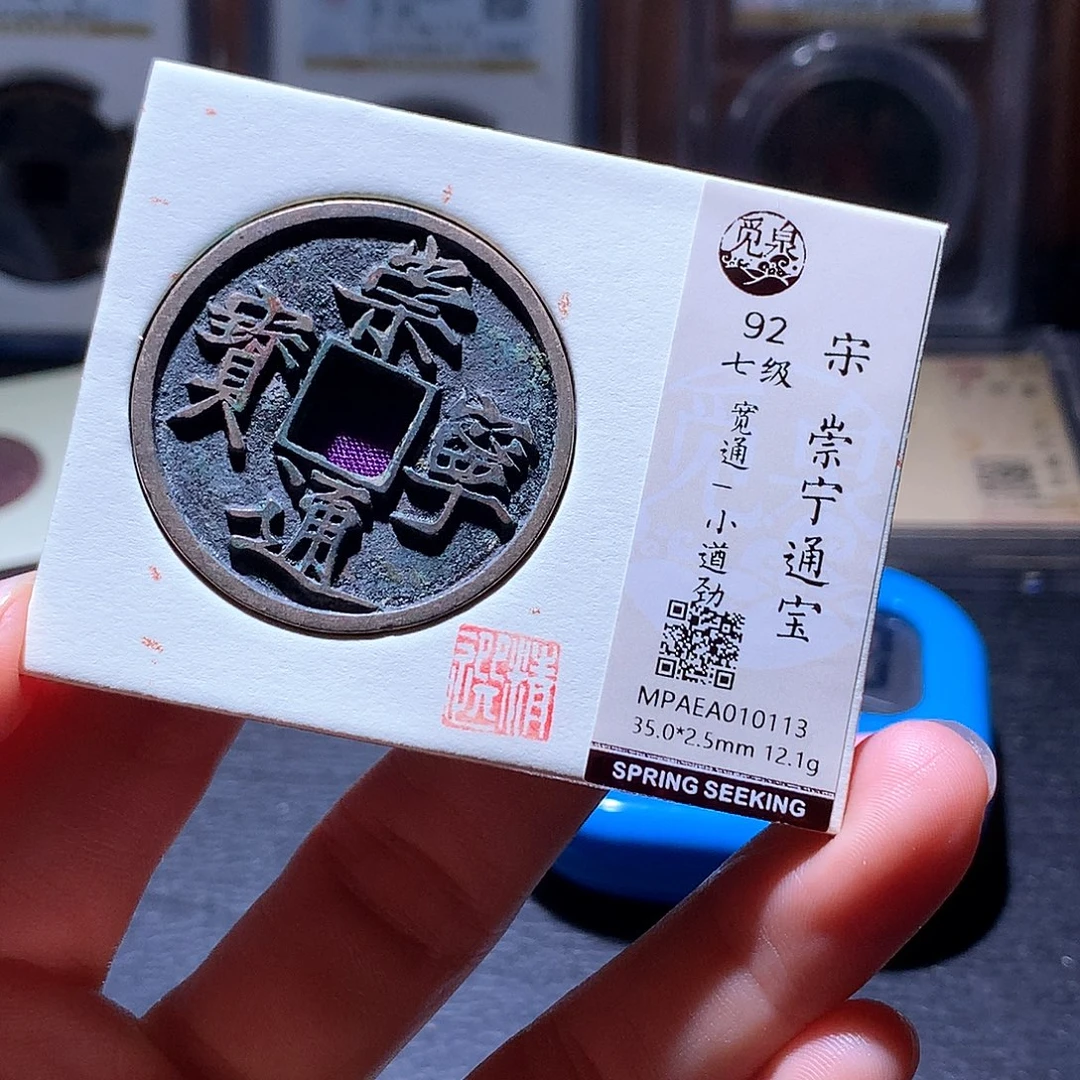 崇寧通寶
觅泉
宋 崇宁通宝
92
七级
宽通一小遒劲
MPAEA010113
35.0*2.5mm 12.1g
SPRING SEEKING